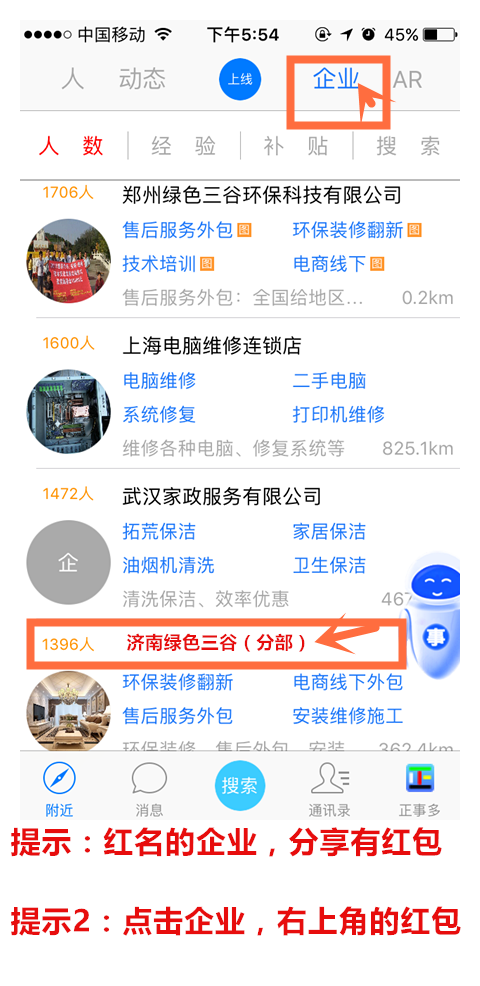 中国移动 下午5:54 45%
人 动态 上线 企业 AR
人 数 经 验 补 贴 搜 索
1706人 郑州绿色三谷环保科技有限公司
售后服务外包 图 环保装修翻新 图
技术培训 图 电商线下 图
售后服务外包：全国给地区... 0.2km
1600人 上海电脑维修连锁店
电脑维修 二手电脑
系统修复 打印机维修
维修各种电脑、修复系统等 825.1km
1472人 武汉家政服务有限公司
拓荒保洁 家居保洁
企 油烟机清洗 卫生保洁
清洗保洁、效率优惠 467
事
1396人 济南绿色三谷（分部）
环保装修翻新 电商线下外包
售后服务外包 安装维修施工
环保装修、售后外包、安装... 362.4km
搜索
附近 消息 通讯录 正事多
提示：红名的企业，分享有红包
提示2：点击企业，右上角的红包